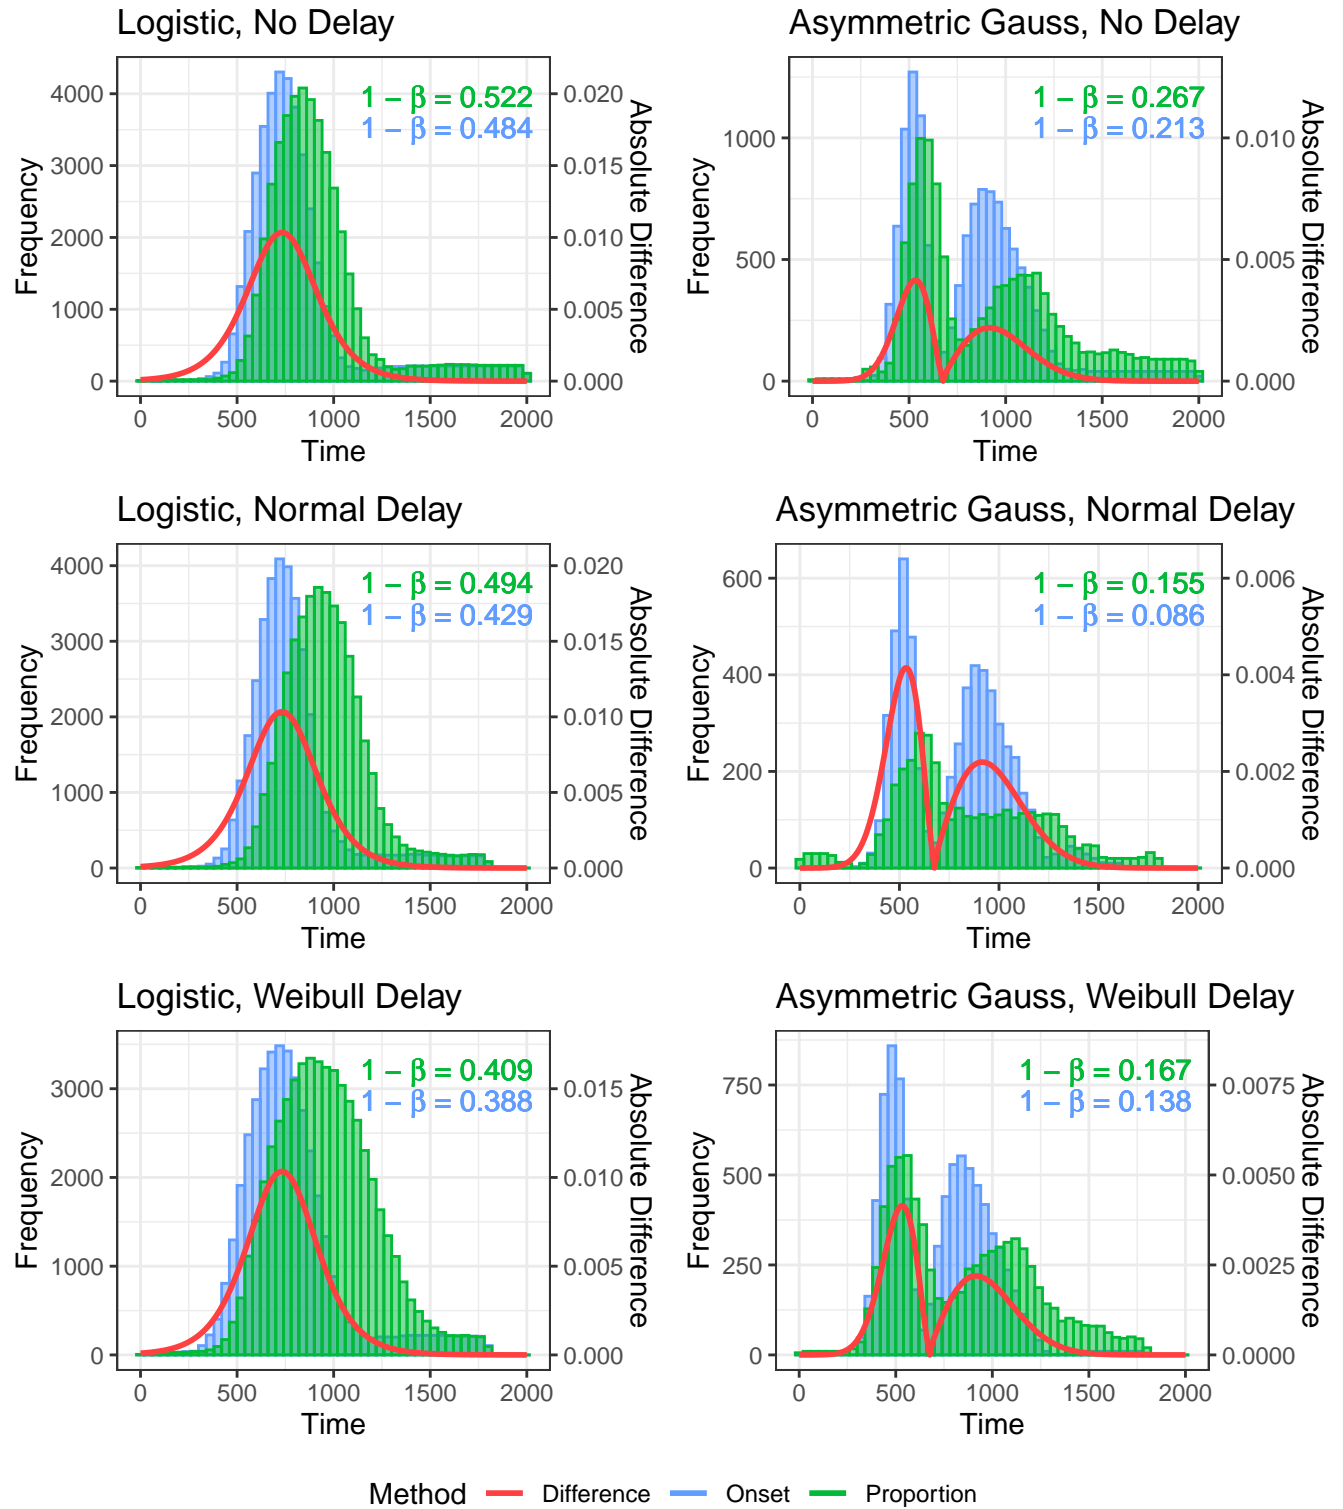 Logistic, No Delay
1 − β = 0.522
1 − β = 0.484
Frequency
4000
3000
2000
1000
0
0.020
0.015
0.010
0.005
0.000
Absolute Difference
0 500 1000 1500 2000
Time
Asymmetric Gauss, No Delay
1 − β = 0.267
1 − β = 0.213
Frequency
1000
500
0
0.010
0.005
0.000
Absolute Difference
0 500 1000 1500 2000
Time
Logistic, Normal Delay
1 − β = 0.494
1 − β = 0.429
Frequency
4000
3000
2000
1000
0
0.020
0.015
0.010
0.005
0.000
Absolute Difference
0 500 1000 1500 2000
Time
Asymmetric Gauss, Normal Delay
1 − β = 0.155
1 − β = 0.086
Frequency
600
400
200
0
0.006
0.004
0.002
0.000
Absolute Difference
0 500 1000 1500 2000
Time
Logistic, Weibull Delay
1 − β = 0.409
1 − β = 0.388
Frequency
3000
2000
1000
0
0.015
0.010
0.005
0.000
Absolute Difference
0 500 1000 1500 2000
Time
Asymmetric Gauss, Weibull Delay
1 − β = 0.167
1 − β = 0.138
Frequency
750
500
250
0
0.0075
0.0050
0.0025
0.0000
Absolute Difference
0 500 1000 1500 2000
Time
Method Difference Onset Proportion